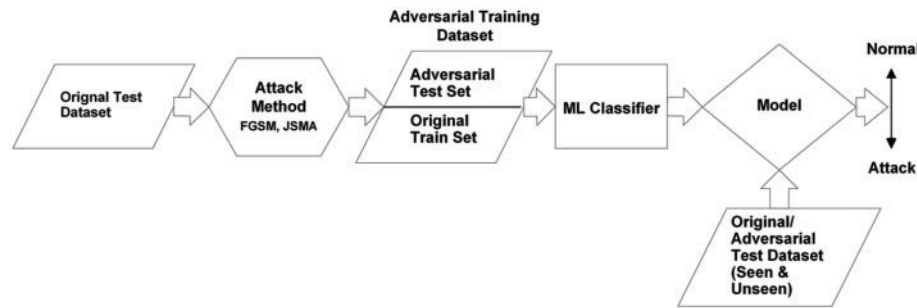 Orignal Test
Dataset
Attack
Method
FGSM, JSMA
Adversarial Training
Dataset
Adversarial
Test Set
Original
Train Set
ML Classifier
Model
Normal
Attack
Original/
Adversarial
Test Dataset
(Seen &
Unseen)